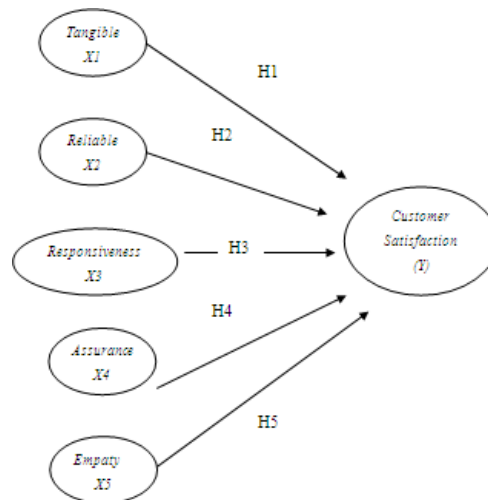 Tangible
X1
H1
H2
Reliable
X2
Customer
Satisfaction
(Y)
Responsiveness
X3
H3
H4
Assurance
X4
H5
Empaty
X5